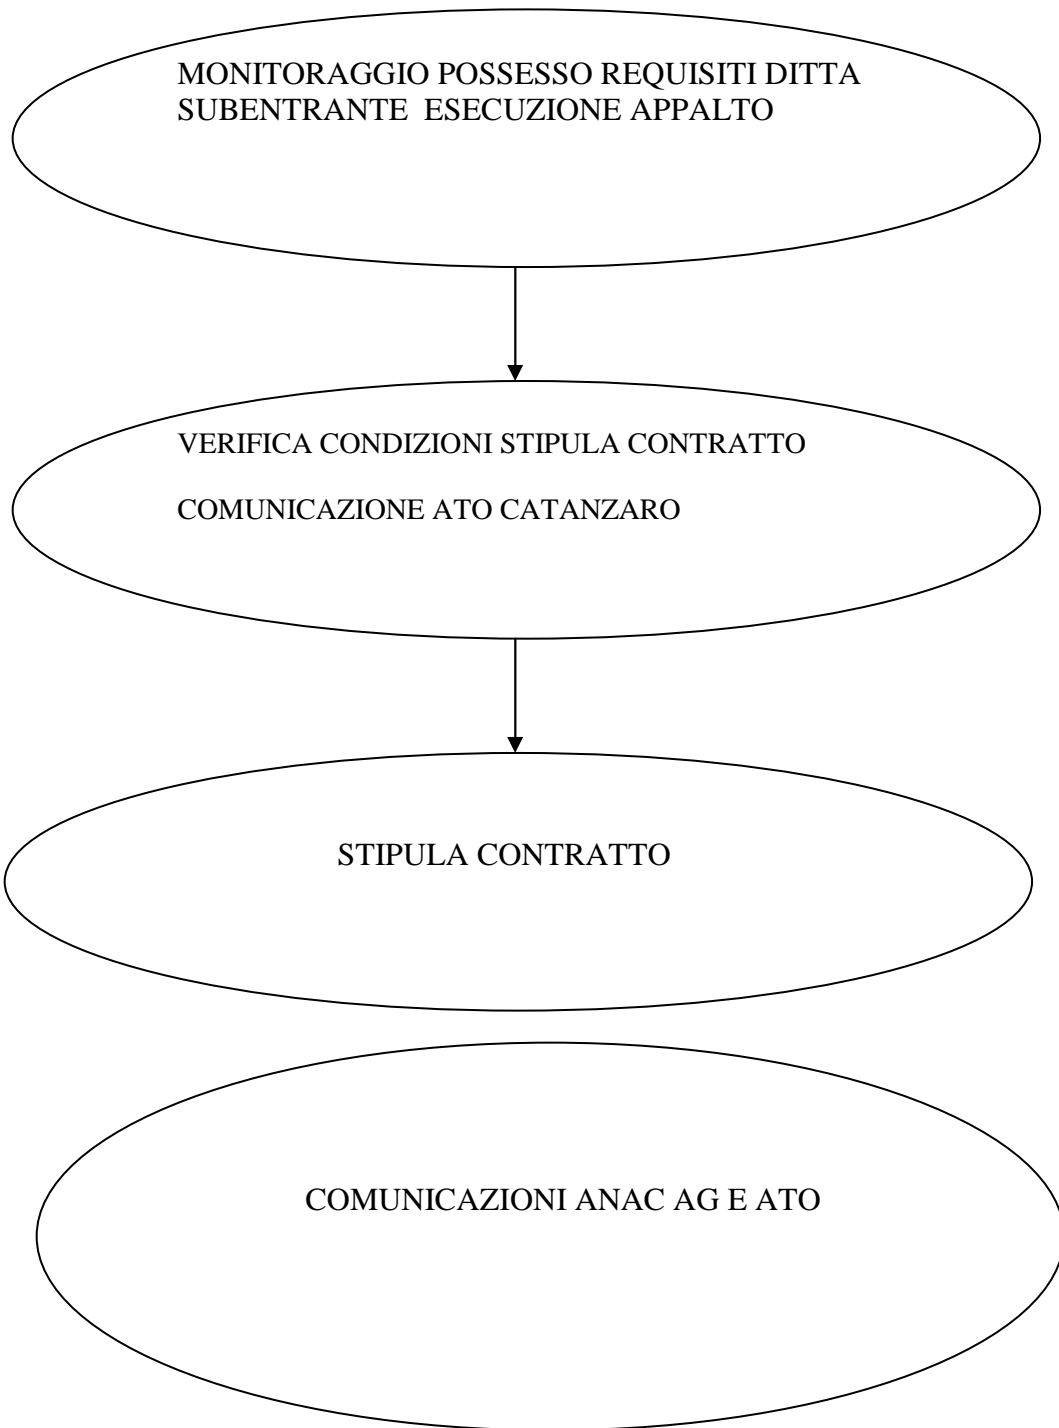 MONITORAGGIO POSSESSO REQUISITI DITTA
SUBENTRANTE ESECUZIONE APPALTO
VERIFICA CONDIZIONI STIPULA CONTRATTO
COMUNICAZIONE ATO CATANZARO
STIPULA CONTRATTO
COMUNICAZIONI ANAC AG E ATO